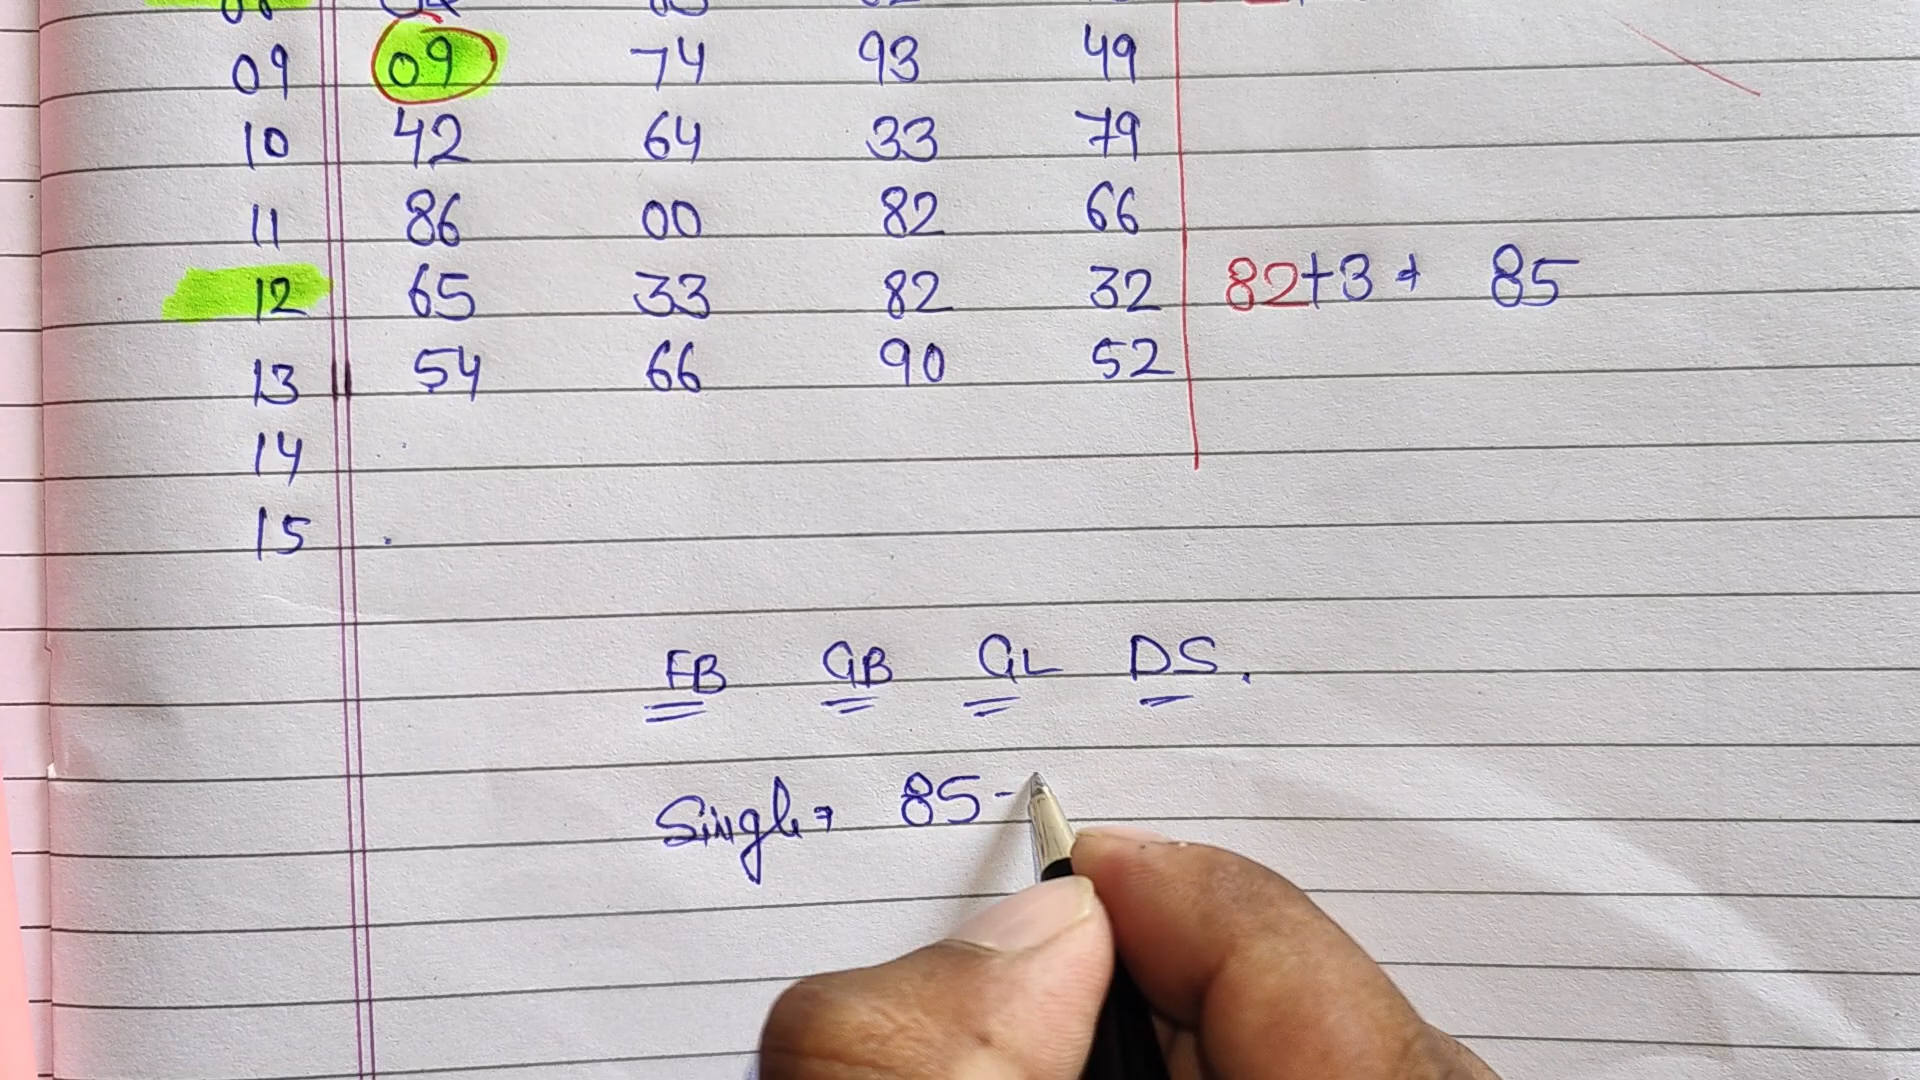 09 09 74 93 49
10 42 64 33 79
11 86 00 82 66
12 65 33 82 32 82+3 → 85
13 54 66 90 52
14
15
FB GB GL DS.
Single 85-